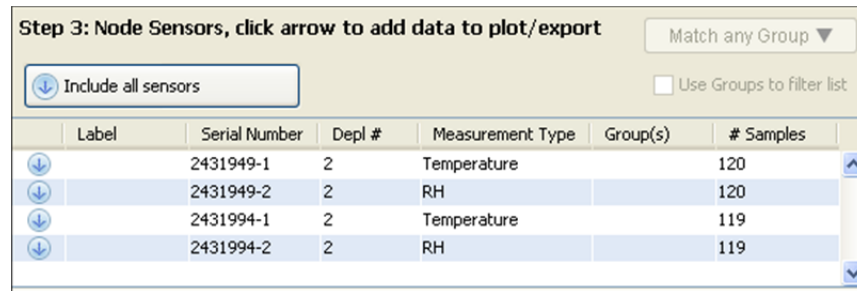 Step 3: Node Sensors, click arrow to add data to plot/export
Match any Group ▼
Include all sensors
Use Groups to filter list
Label Serial Number Depl # Measurement Type Group(s) # Samples
2431949-1 2 Temperature 120
2431949-2 2 RH 120
2431994-1 2 Temperature 119
2431994-2 2 RH 119